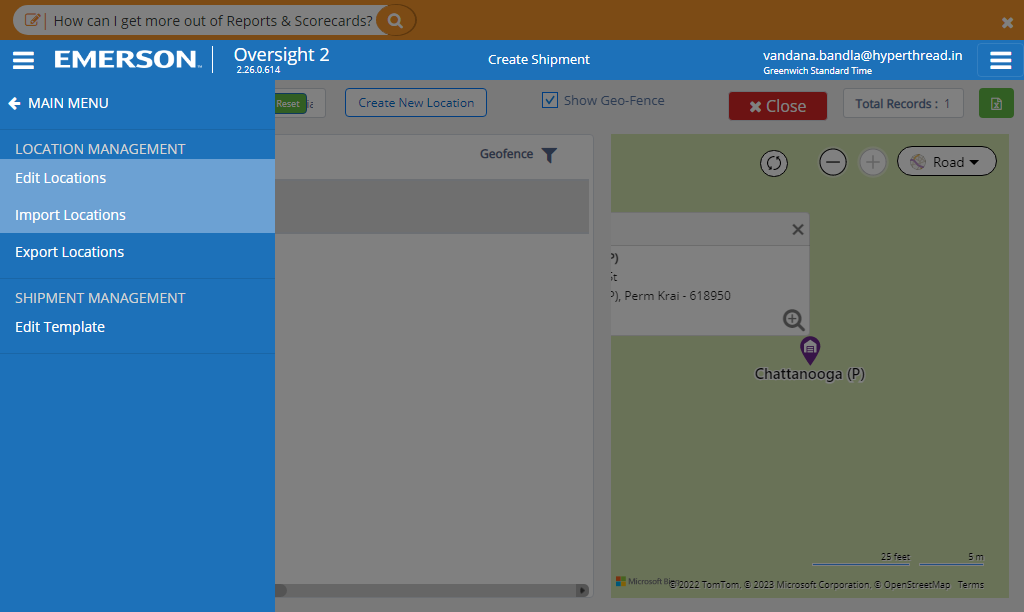 How can I get more out of Reports & Scorecards?
EMERSON
Oversight 2
2.26.0.614
Create Shipment
vandana.bandla@hyperthread.in
Greenwich Standard Time
MAIN MENU
Reset
Create New Location
Show Geo-Fence
Close
Total Records : 1
LOCATION MANAGEMENT
Edit Locations
Import Locations
Export Locations
SHIPMENT MANAGEMENT
Edit Template
Geofence
Road
P)
St
P), Perm Krai - 618950
Chattanooga (P)
25 feet
5 m
Microsoft Bing
© 2022 TomTom, © 2023 Microsoft Corporation, © OpenStreetMap Terms